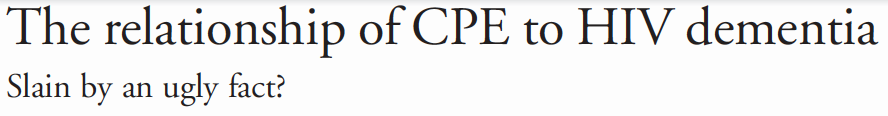 The relationship of CPE to HIV dementia
Slain by an ugly fact?